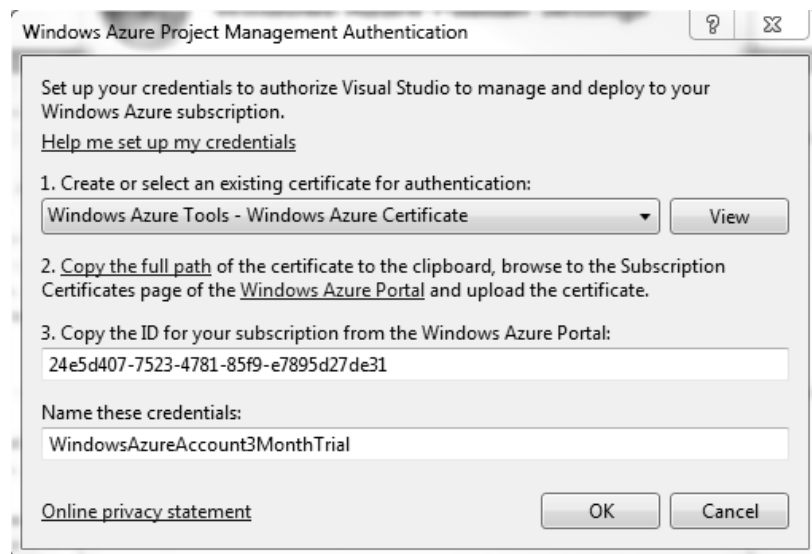 Windows Azure Project Management Authentication
Set up your credentials to authorize Visual Studio to manage and deploy to your
Windows Azure subscription.
Help me set up my credentials
1. Create or select an existing certificate for authentication:
Windows Azure Tools - Windows Azure Certificate
View
2. Copy the full path of the certificate to the clipboard, browse to the Subscription
Certificates page of the Windows Azure Portal and upload the certificate.
3. Copy the ID for your subscription from the Windows Azure Portal:
24e5d407-7523-4781-85f9-e7895d27de31
Name these credentials:
WindowsAzureAccount3MonthTrial
Online privacy statement
OK
Cancel